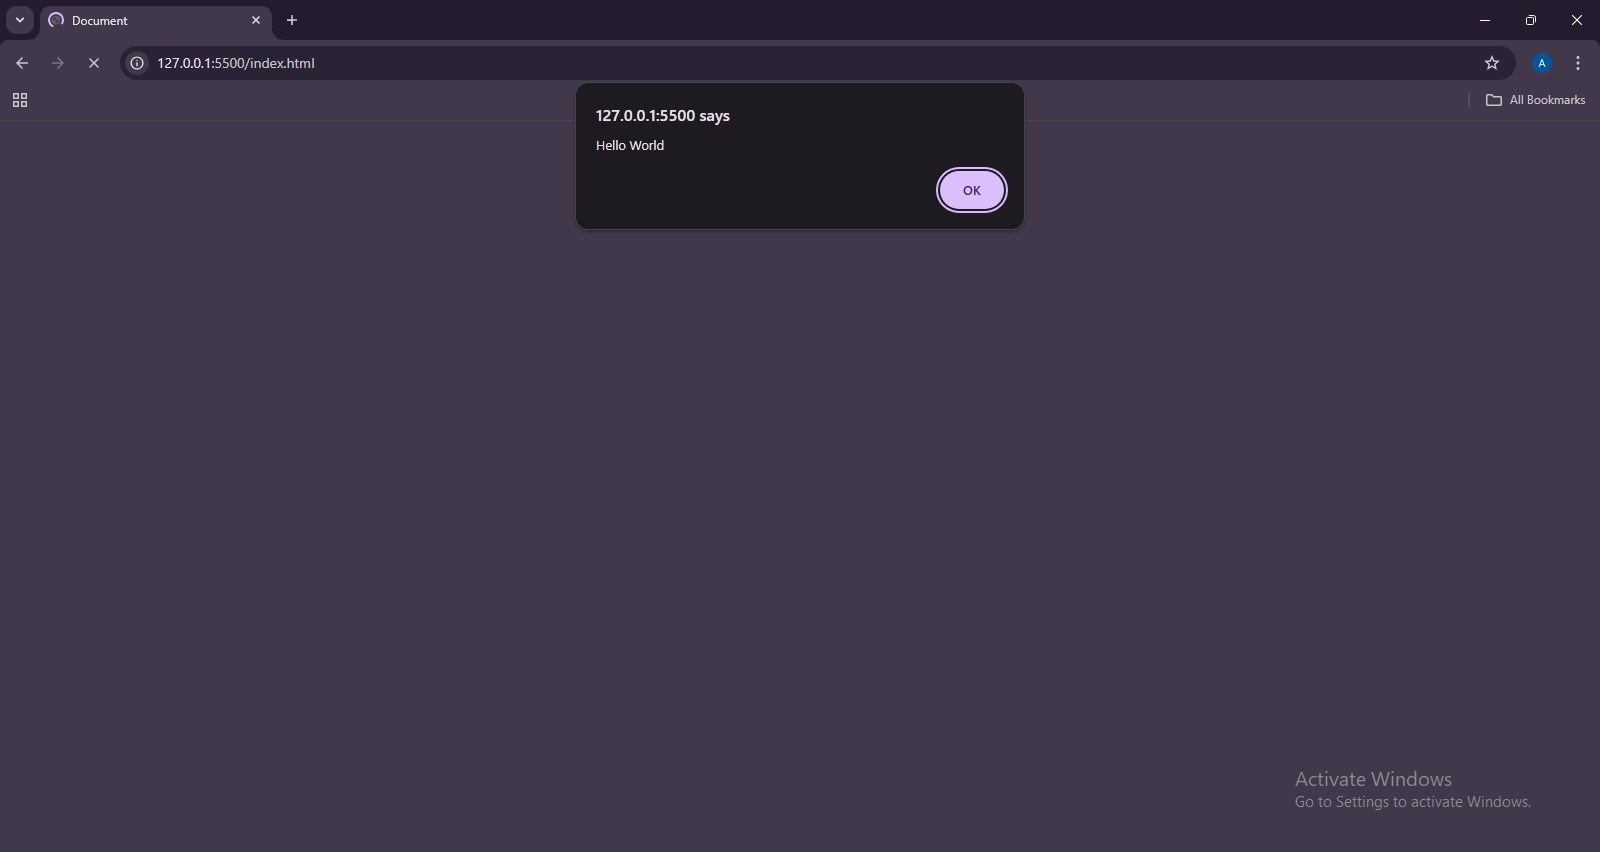 Document
127.0.0.1:5500/index.html
A
All Bookmarks
127.0.0.1:5500 says
Hello World
OK
Activate Windows
Go to Settings to activate Windows.